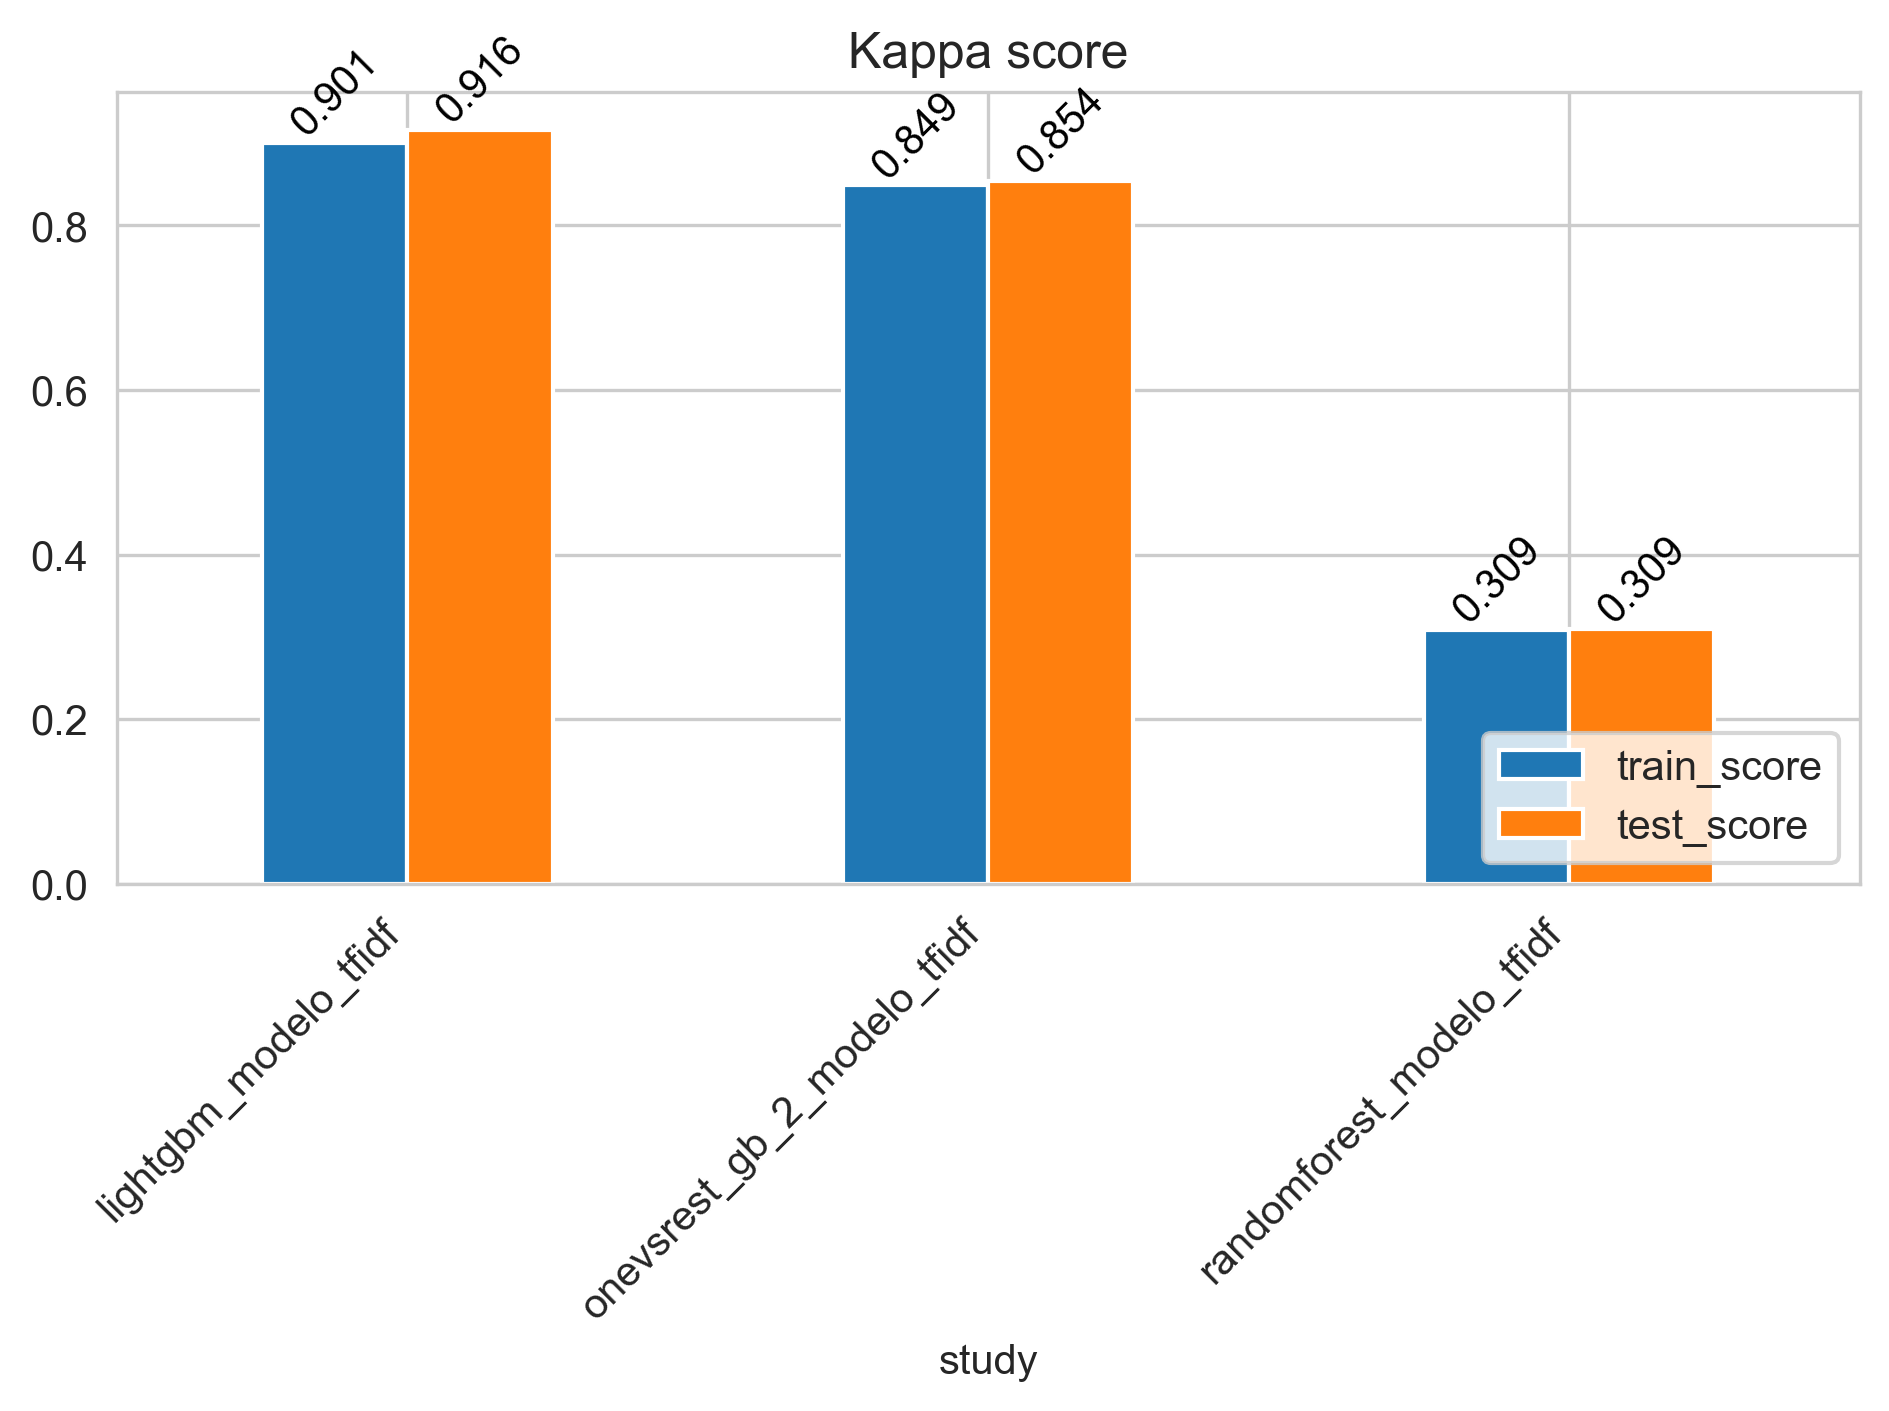 Kappa score
0.901
0.916
0.849
0.854
0.309
0.309
0.8
0.6
0.4
0.2
0.0
train_score
test_score
lightgbm_modelo_tfidf
onevsrest_gb_2_modelo_tfidf
randomforest_modelo_tfidf
study